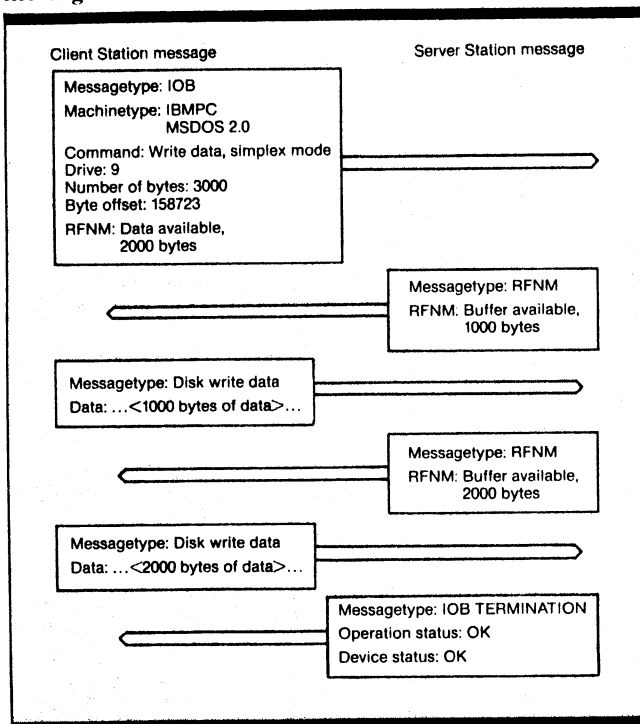 Client Station message
Server Station message
Messagetype: IOB
Machinetype: IBMPC
MSDOS 2.0
Command: Write data, simplex mode
Drive: 9
Number of bytes: 3000
Byte offset: 158723
RFNM: Data available,
2000 bytes
Messagetype: RFNM
RFNM: Buffer available,
1000 bytes
Messagetype: Disk write data
Data: ...<1000 bytes of data>...
Messagetype: RFNM
RFNM: Buffer available,
2000 bytes
Messagetype: Disk write data
Data: ...<2000 bytes of data>...
Messagetype: IOB TERMINATION
Operation status: OK
Device status: OK